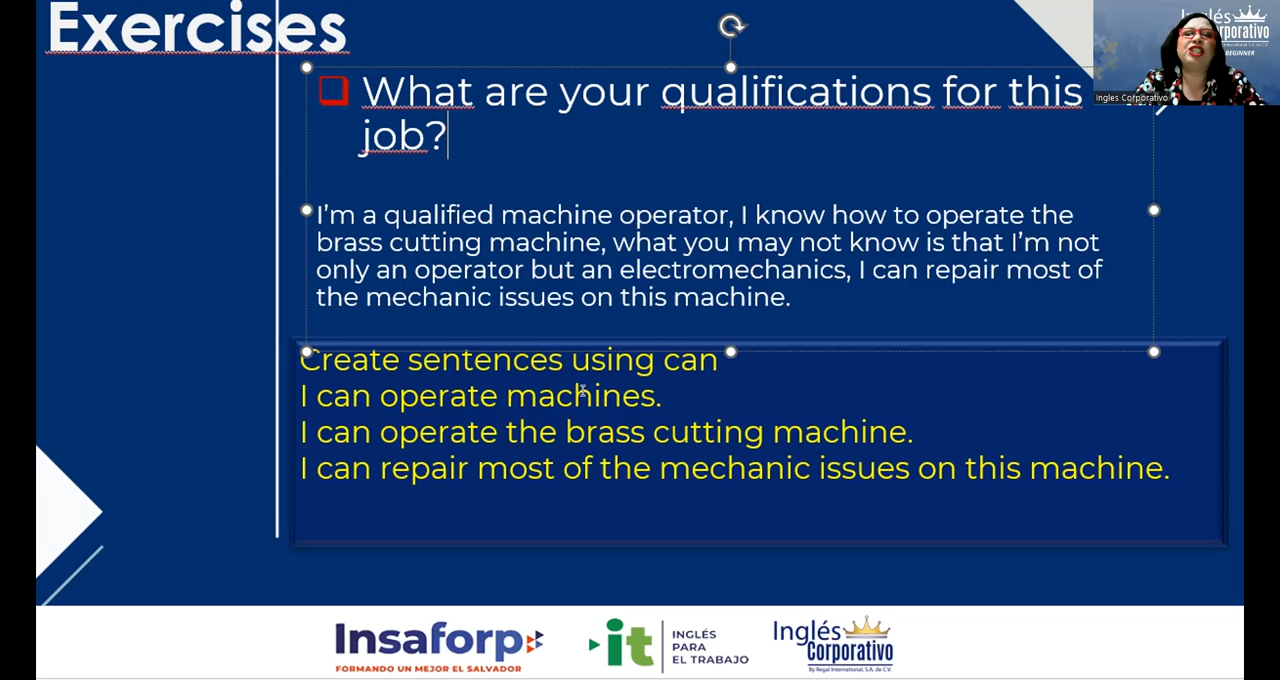 Exercises
Inglés
Corporativo
BEGINNER
Ingles Corporativo
What are your qualifications for this
job?
I'm a qualified machine operator, I know how to operate the
brass cutting machine, what you may not know is that I'm not
only an operator but an electromechanics, I can repair most of
the mechanic issues on this machine.
Create sentences using can
I can operate machines.
I can operate the brass cutting machine.
I can repair most of the mechanic issues on this machine.
Insaforp
FORMANDO UN MEJOR EL SALVADOR
it
INGLÉS
PARA
EL TRABAJO
Inglés
Corporativo
By Regal International, S.A. de C.V.